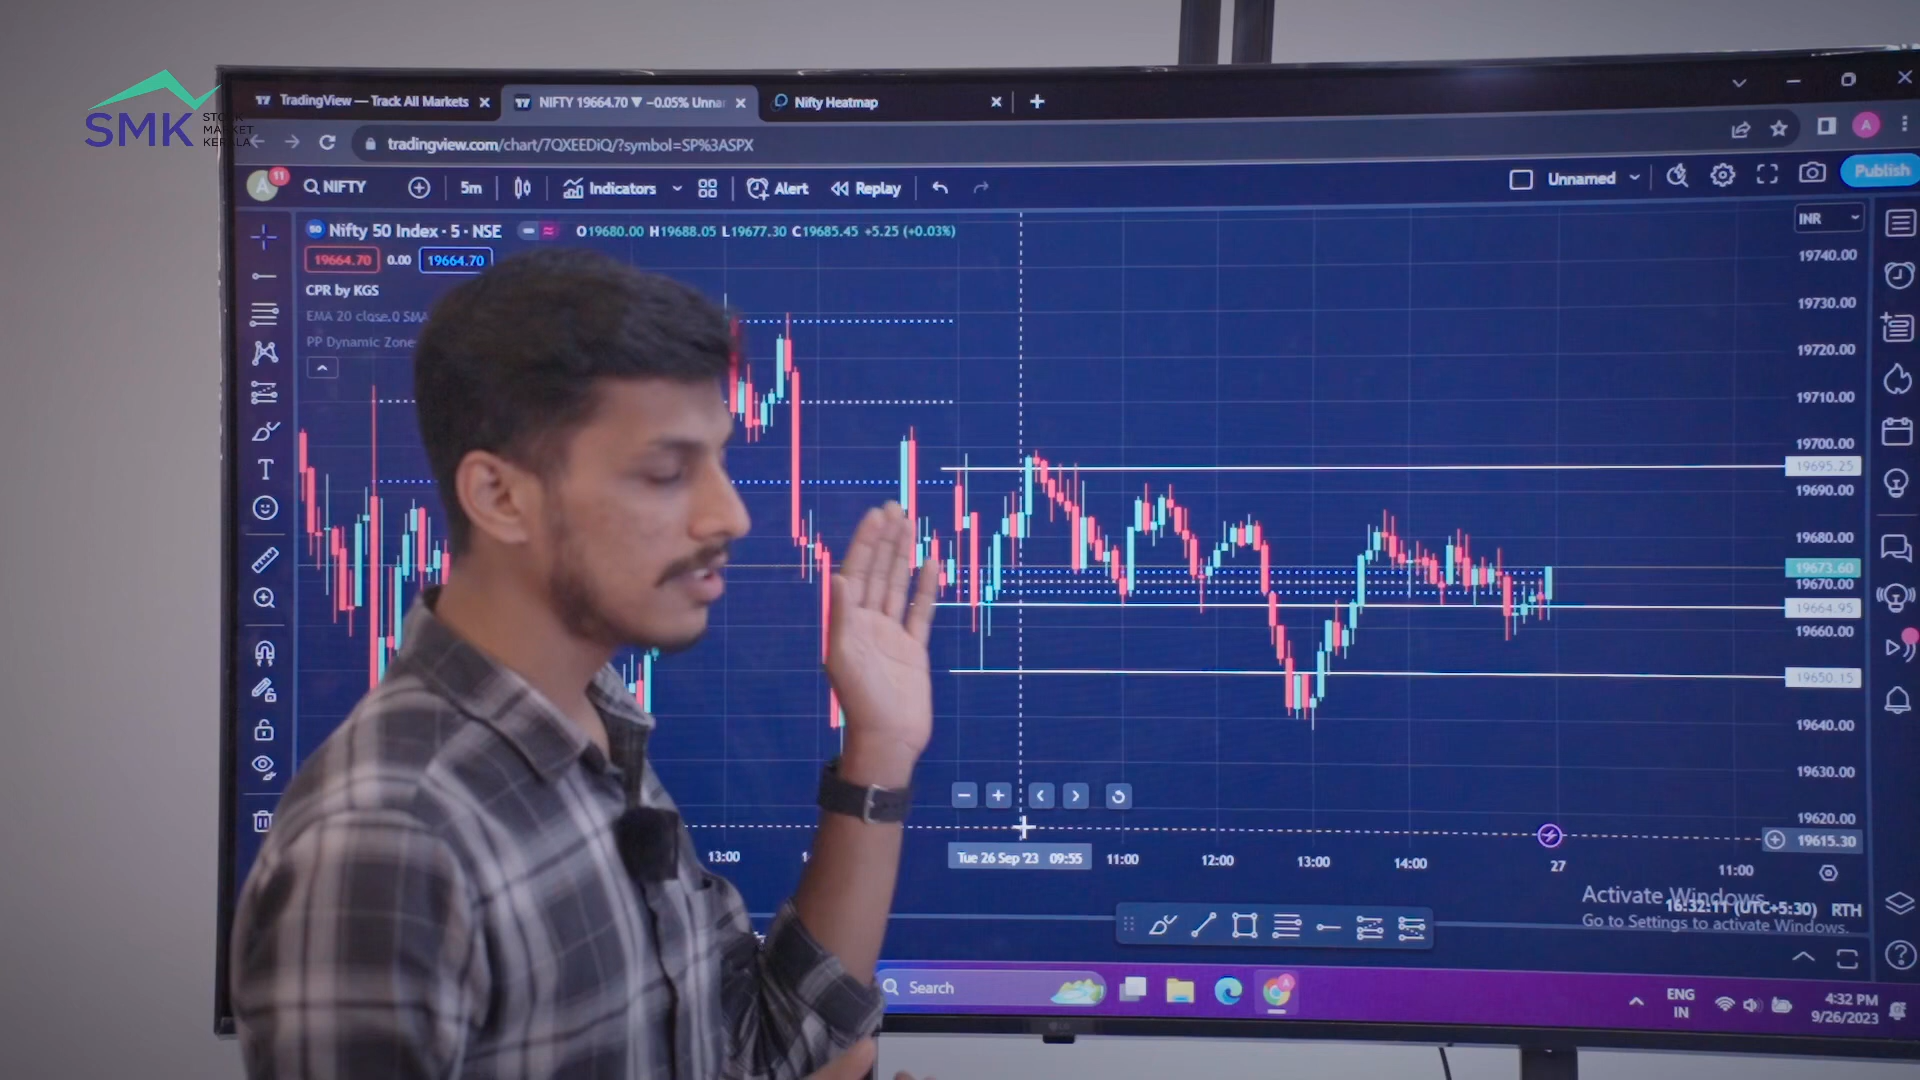 SMK
STOCK
MARKET
KERALA
TradingView — Track All Markets
NIFTY 19664.70 ▼ −0.05% Unna
Nifty Heatmap
tradingview.com/chart/7QXEEDiQ/?symbol=SP%3ASPX
A
A
11
NIFTY
5m
Indicators
Alert
Replay
Unnamed
Publish
50
Nifty 50 Index · 5 · NSE
O19680.00 H19688.05 L19677.30 C19685.45 +5.25 (+0.03%)
INR
19664.70
0.00
19664.70
CPR by KGS
EMA 20 close 0 SMA
PP Dynamic Zone
19740.00
19730.00
19720.00
19710.00
19700.00
19695.25
19690.00
19680.00
19673.60
19670.00
19664.95
19660.00
19650.15
19640.00
19630.00
19620.00
19615.30
13:00
Tue 26 Sep '23 09:55
11:00
12:00
13:00
14:00
27
11:00
Activate Windows
16:32:11 (UTC+5:30)
RTH
Go to Settings to activate Windows.
Search
ENG
IN
4:32 PM
9/26/2023